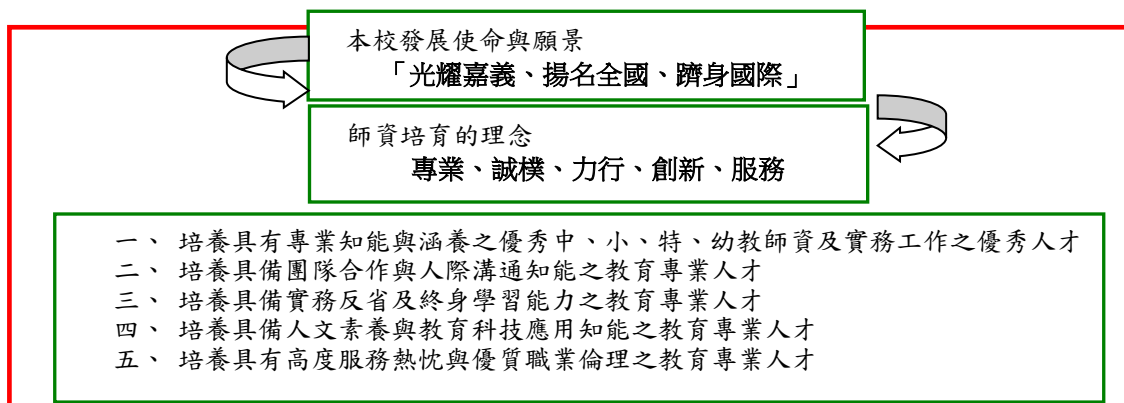 本校發展使命與願景
「光耀嘉義、揚名全國、躋身國際」
師資培育的理念
專業、誠樸、力行、創新、服務
一、 培養具有專業知能與涵養之優秀中、小、特、幼教師資及實務工作之優秀人才
二、 培養具備團隊合作與人際溝通知能之教育專業人才
三、 培養具備實務反省及終身學習能力之教育專業人才
四、 培養具備人文素養與教育科技應用知能之教育專業人才
五、 培養具有高度服務熱忱與優質職業倫理之教育專業人才